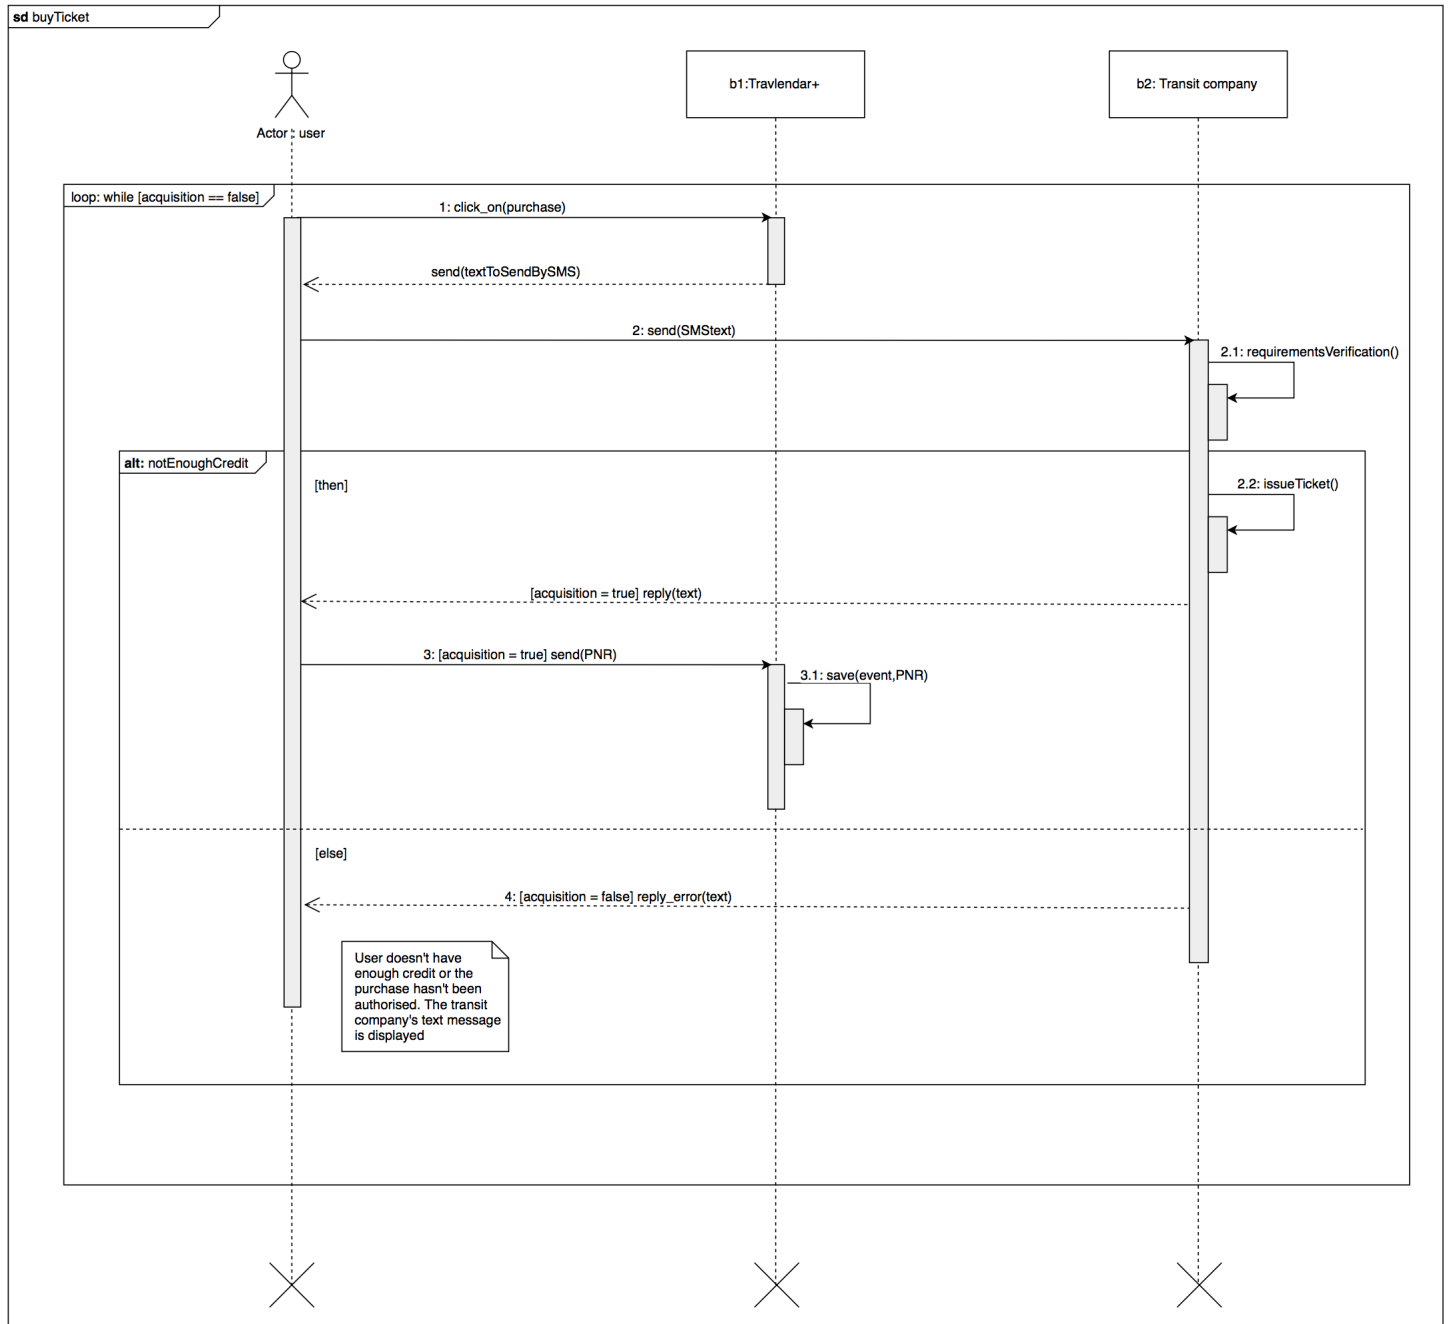 sd buyTicket
b1:Travlendar+
b2: Transit company
Actor : user
loop: while [acquisition == false]
1: click_on(purchase)
send(textToSendBySMS)
2: send(SMStext)
2.1: requirementsVerification()
alt: notEnoughCredit
[then]
2.2: issueTicket()
[acquisition = true] reply(text)
3: [acquisition = true] send(PNR)
3.1: save(event,PNR)
[else]
4: [acquisition = false] reply_error(text)
User doesn't have
enough credit or the
purchase hasn't been
authorised. The transit
company's text message
is displayed